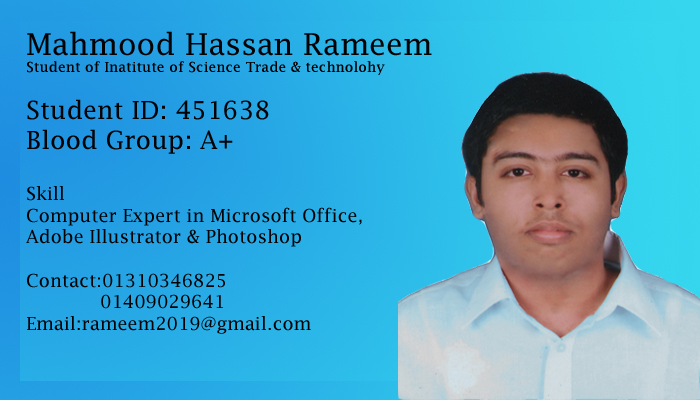 Mahmood Hassan Rameem
Student of Inatitute of Science Trade & technolohy
Student ID: 451638
Blood Group: A+
Skill
Computer Expert in Microsoft Office,
Adobe Illustrator & Photoshop
Contact:01310346825
01409029641
Email:rameem2019@gmail.com